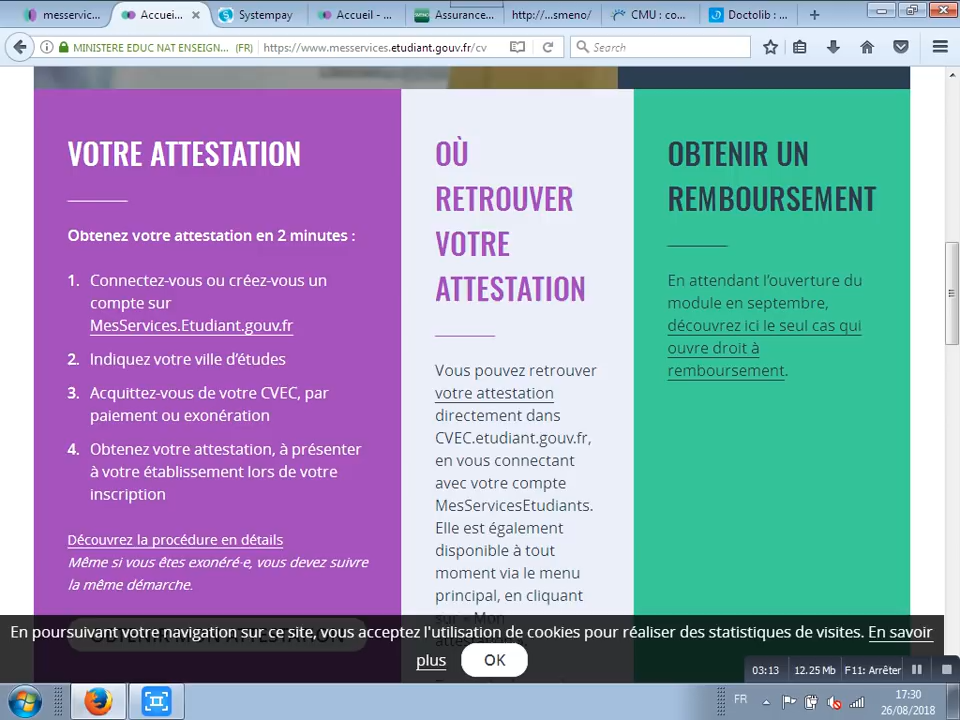 messervic...
Accuei...
Systempay
Accueil - ...
Assurance...
http://...smeno/
CMU : co...
Doctolib : ...
MINISTERE EDUC NAT ENSEIGN... (FR)
https://www.messervices.etudiant.gouv.fr/cv
Search
VOTRE ATTESTATION
Obtenez votre attestation en 2 minutes :
1. Connectez-vous ou créez-vous un
compte sur
MesServices.Etudiant.gouv.fr
2. Indiquez votre ville d'études
3. Acquittez-vous de votre CVEC, par
paiement ou exonération
4. Obtenez votre attestation, à présenter
à votre établissement lors de votre
inscription
Découvrez la procédure en détails
Même si vous êtes exonéré·e, vous devez suivre
la même démarche.
OÙ
RETROUVER
VOTRE
ATTESTATION
Vous pouvez retrouver
votre attestation
directement dans
CVEC.etudiant.gouv.fr,
en vous connectant
avec votre compte
MesServicesEtudiants.
Elle est également
disponible à tout
moment via le menu
principal, en cliquant
sur « Mon
OBTENIR UN
REMBOURSEMENT
En attendant l'ouverture du
module en septembre,
découvrez ici le seul cas qui
ouvre droit à
remboursement.
En poursuivant votre navigation sur ce site, vous acceptez l'utilisation de cookies pour réaliser des statistiques de visites. En savoir
plus
OK
03:13
12.25 Mb
F11: Arrêter
FR
17:30
26/08/2018